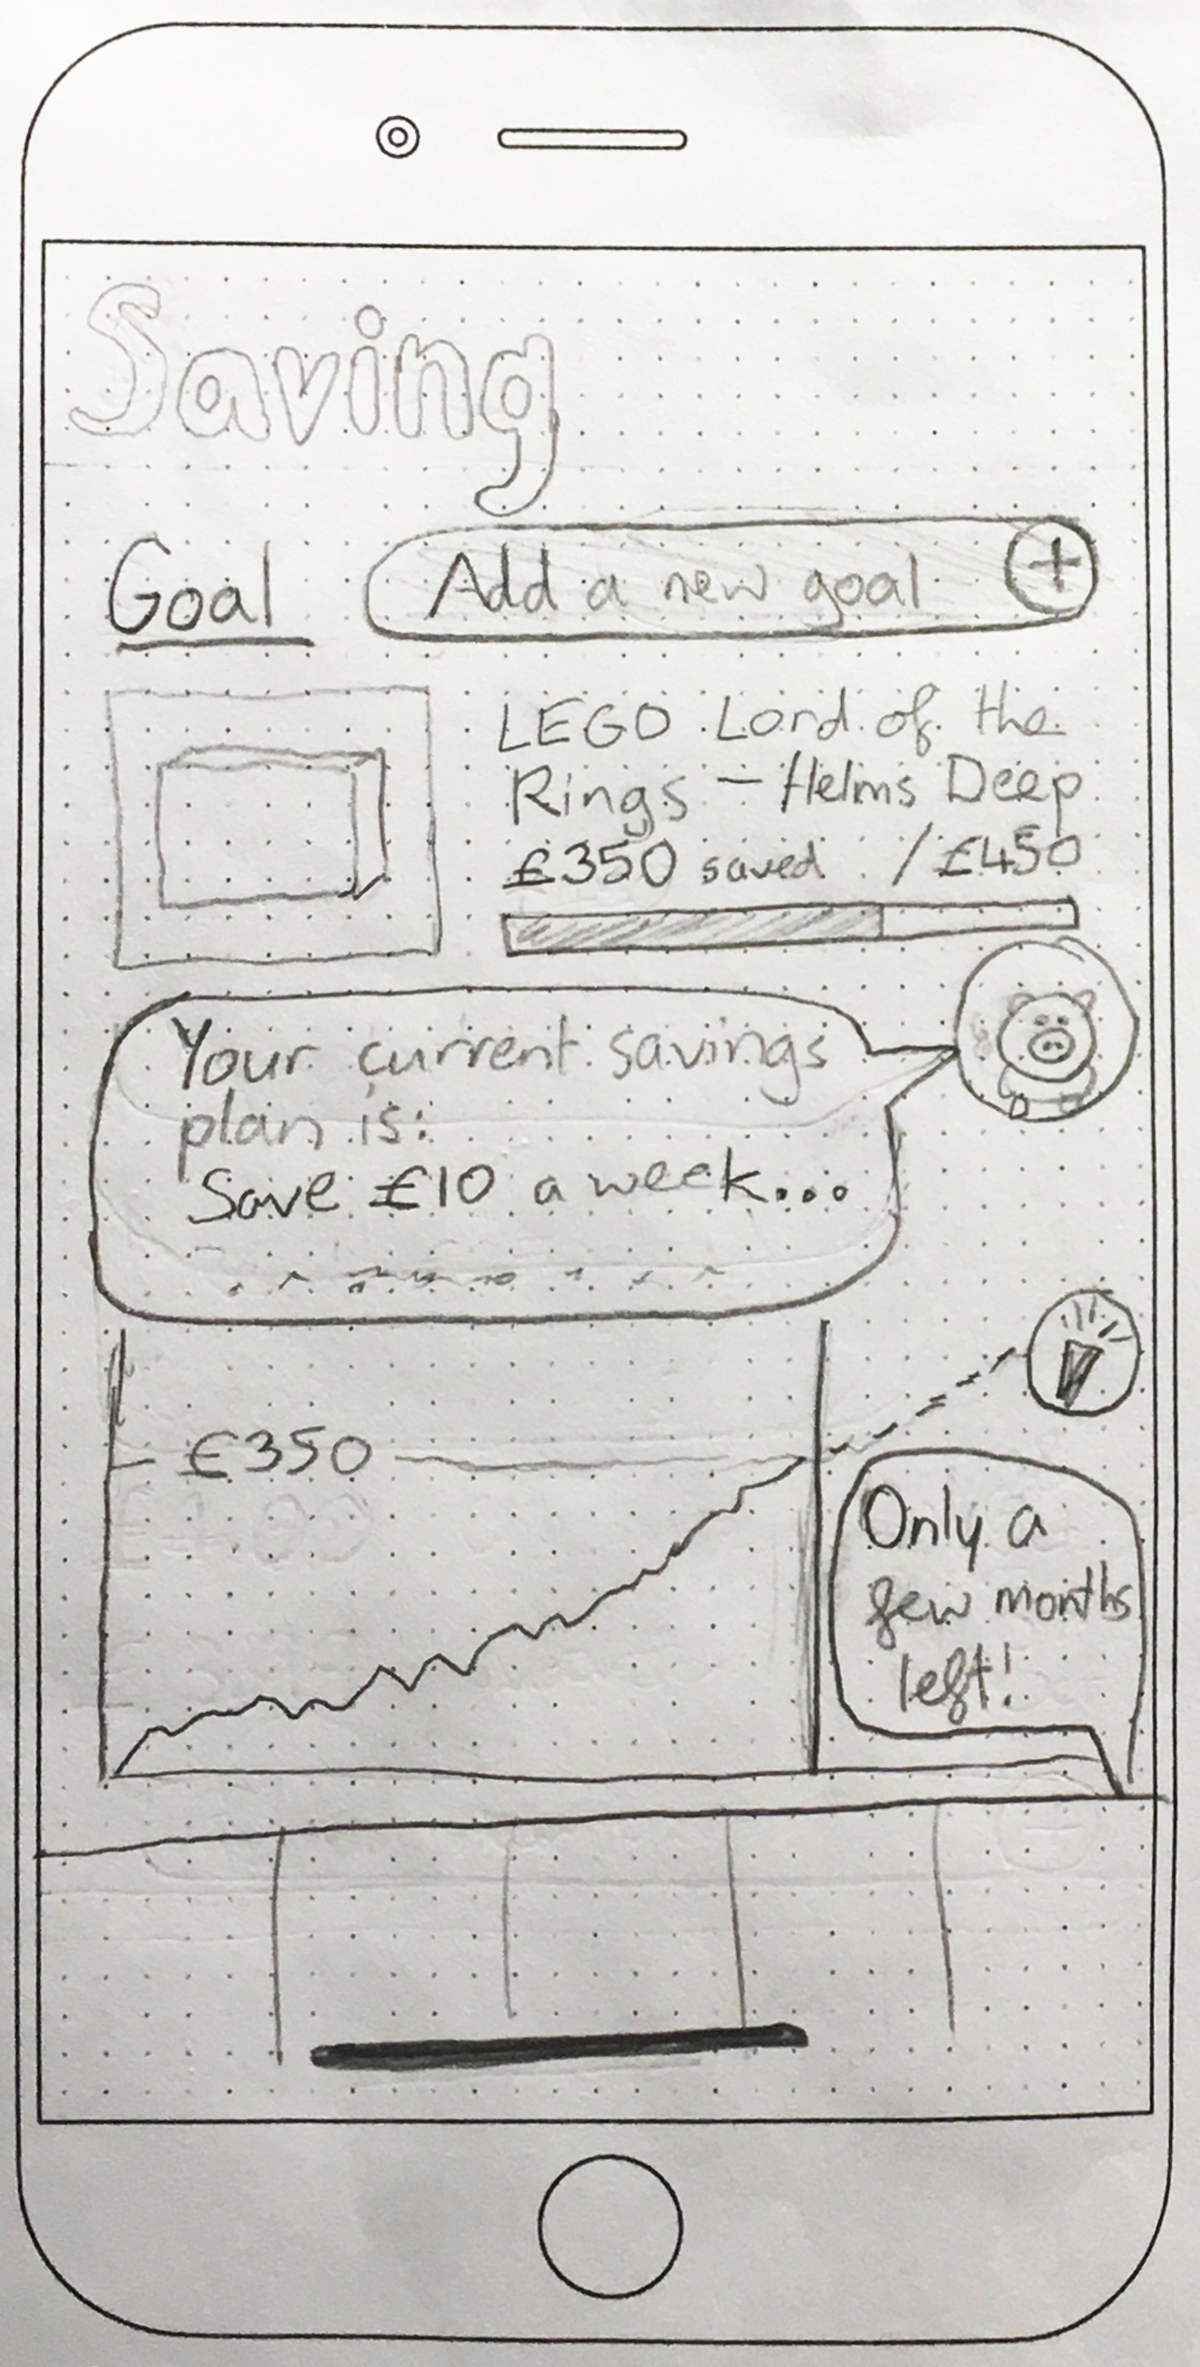 Saving
Goal
Add a new goal +
LEGO Lord of the
Rings - Helms Deep
£350 saved / £450
Your current savings
plan is:
Save £10 a week...
£350
Only a
few months
left!